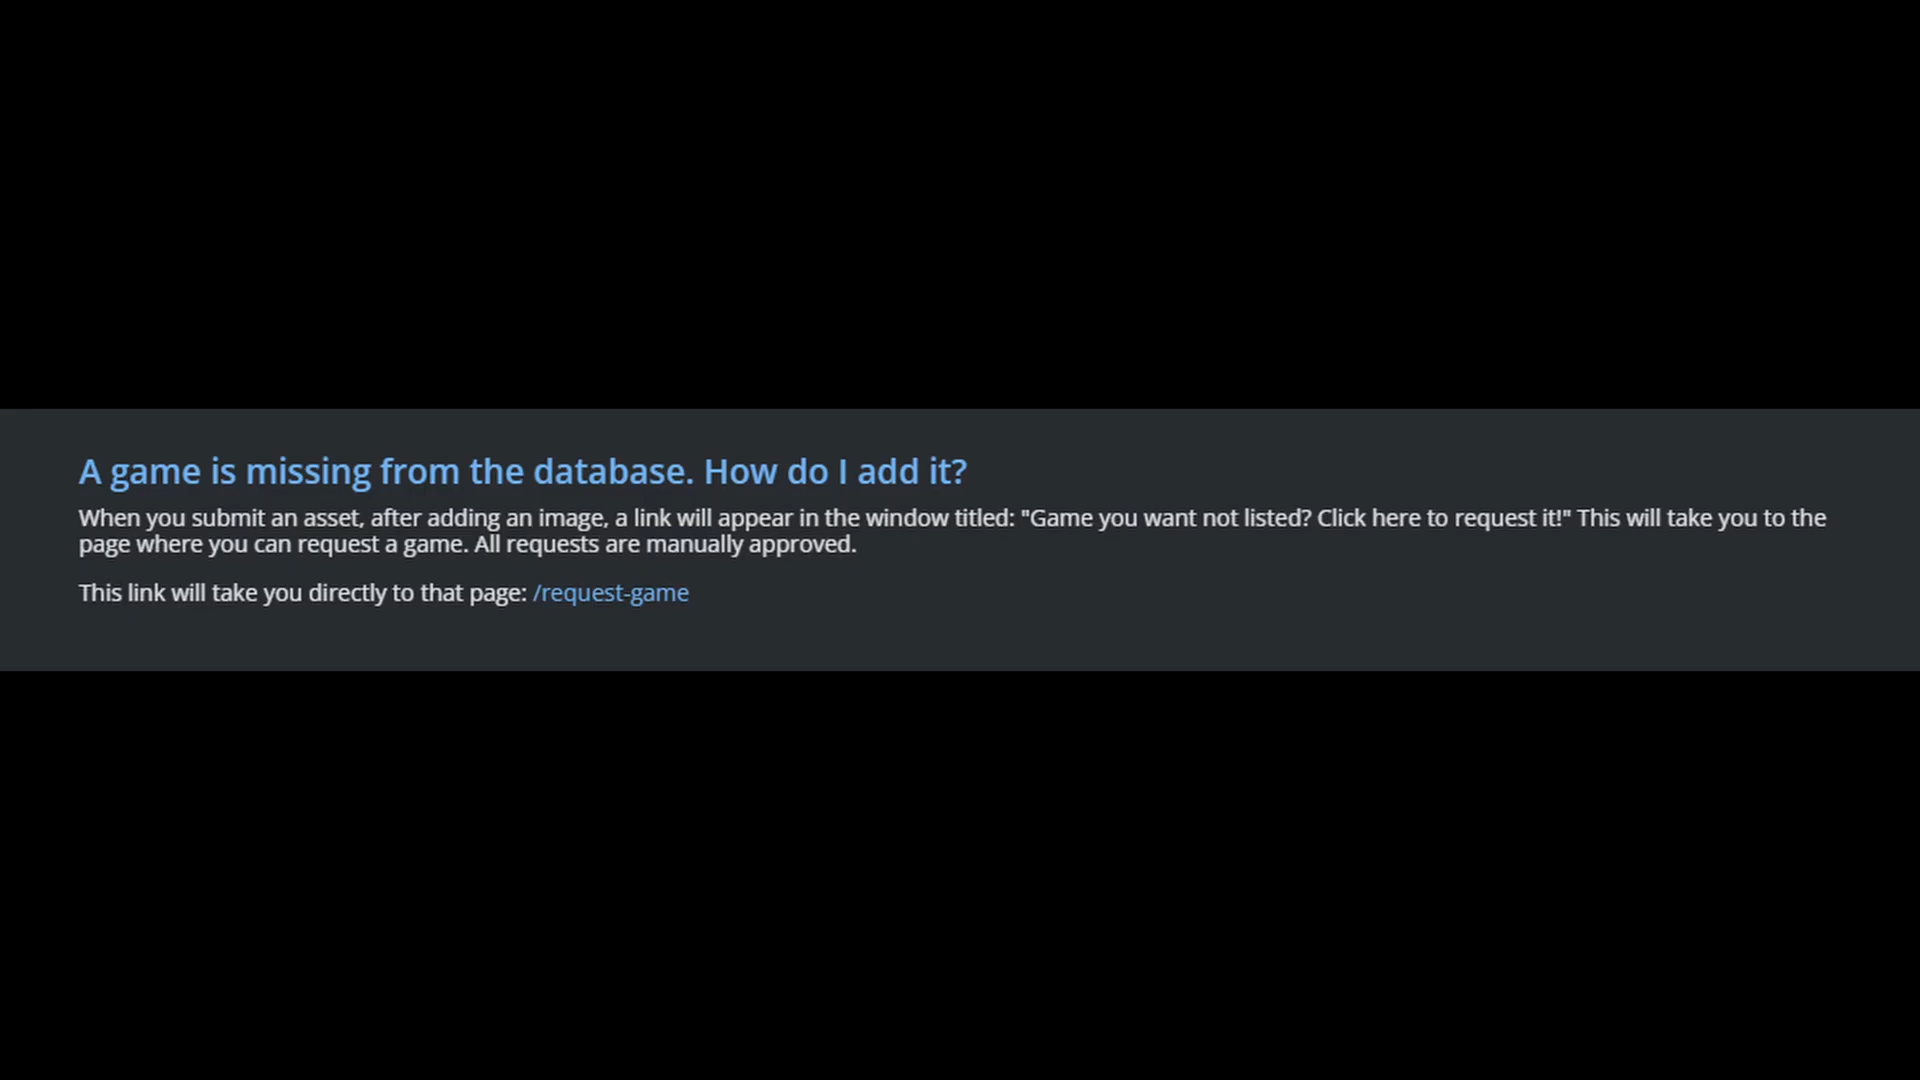 A game is missing from the database. How do I add it?
When you submit an asset, after adding an image, a link will appear in the window titled: "Game you want not listed? Click here to request it!" This will take you to the
page where you can request a game. All requests are manually approved.
This link will take you directly to that page: /request-game